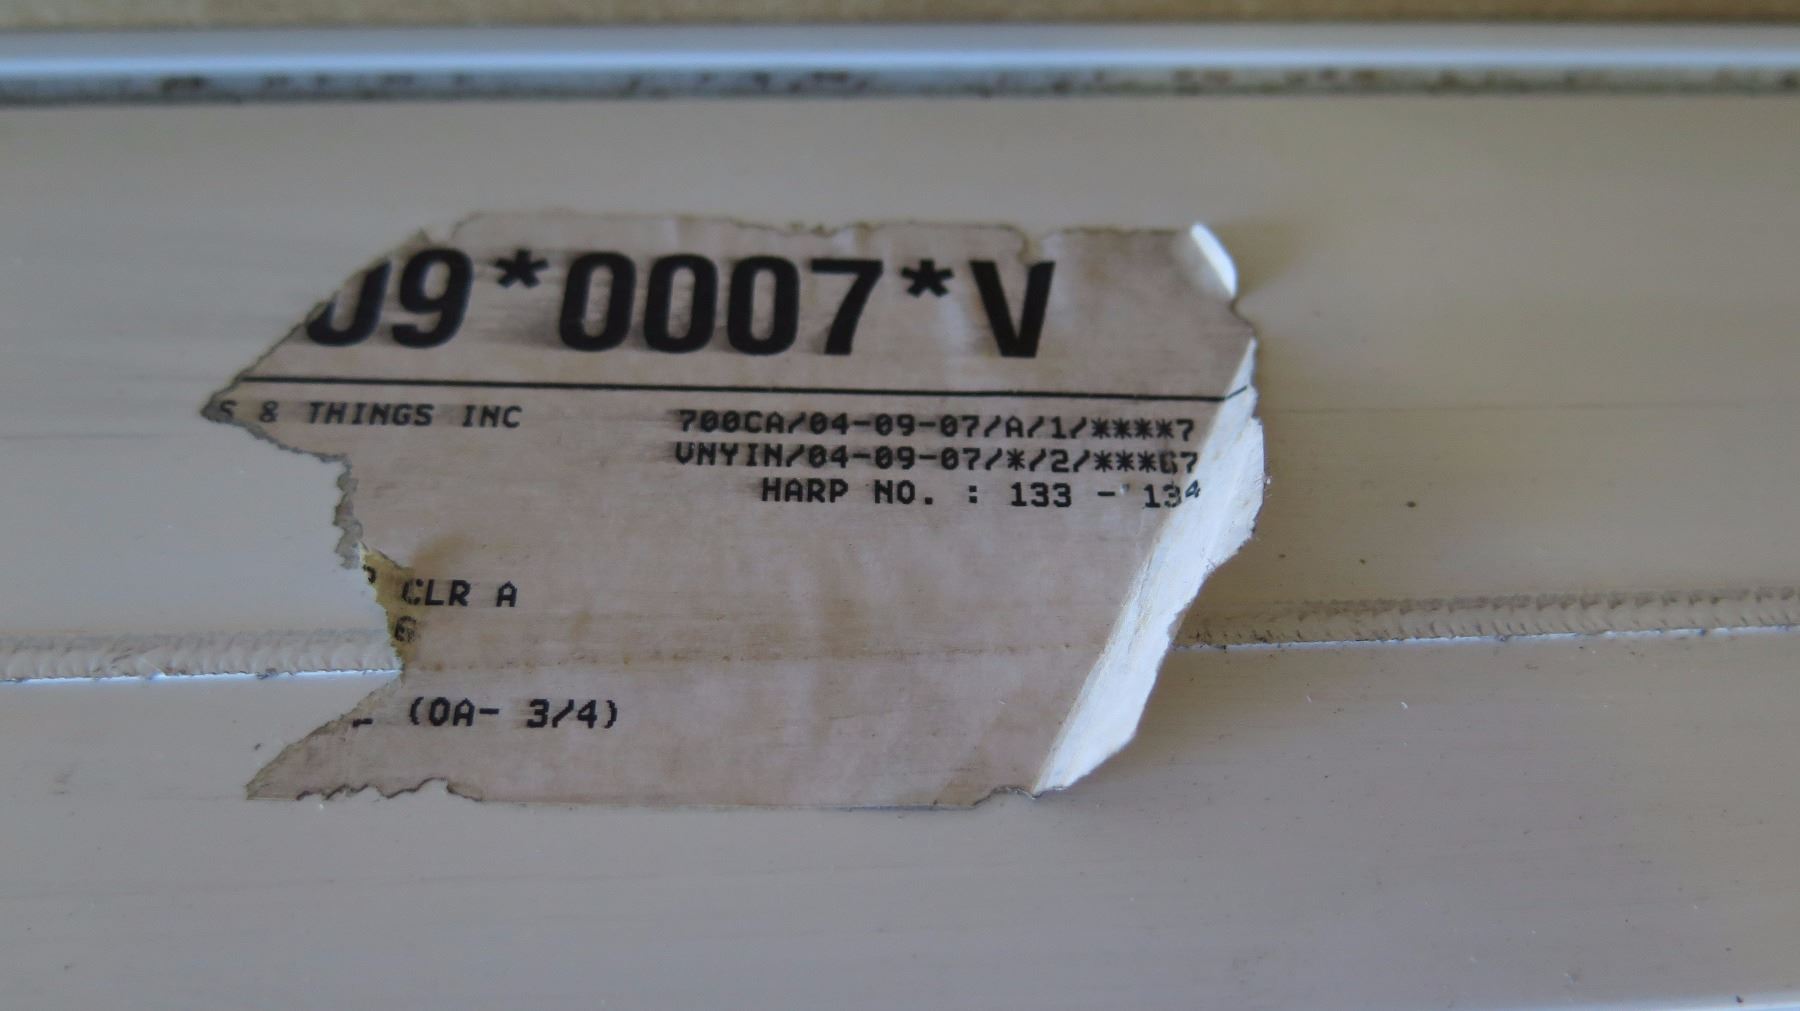 09*0007*V
S & THINGS INC
700CA/04-09-07/A/1/****7
VNYIN/04-09-07/*/2/***G7
HARP NO. : 133 - 134
CLR A
(OA- 3/4)